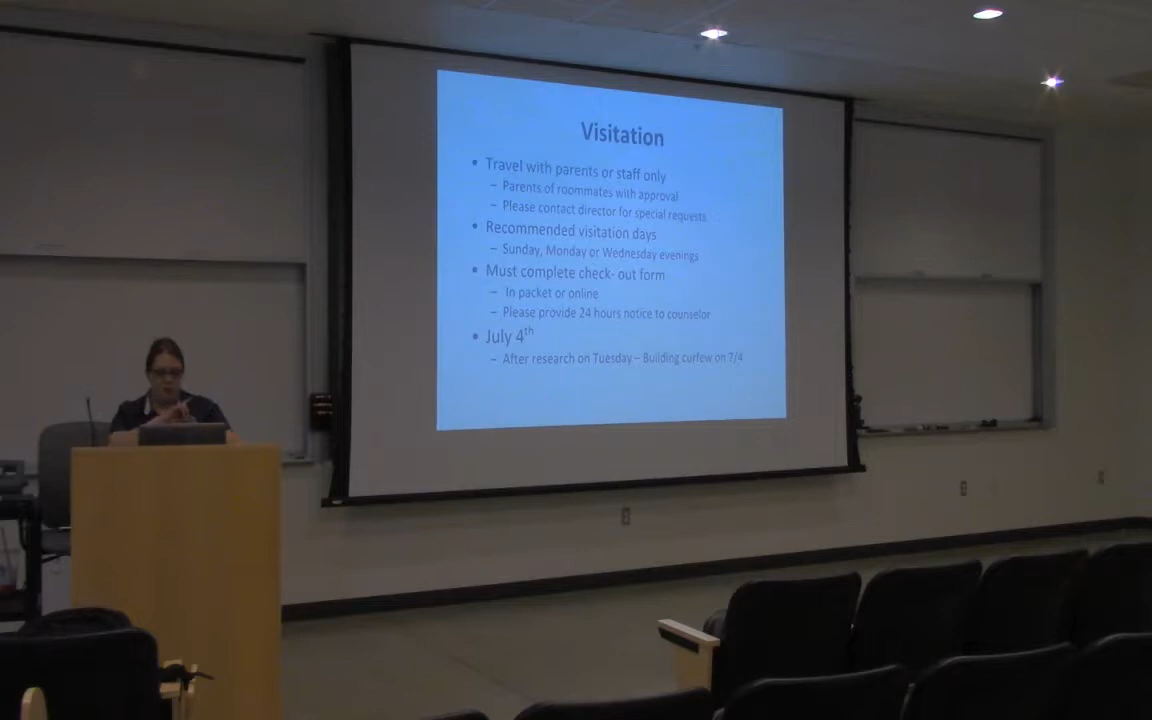 Visitation
• Travel with parents or staff only
– Parents of roommates with approval
– Please contact director for special requests
• Recommended visitation days
– Sunday, Monday or Wednesday evenings
• Must complete check- out form
– In packet or online
– Please provide 24 hours notice to counselor
• July 4th
– After research on Tuesday – Building curfew on 7/4